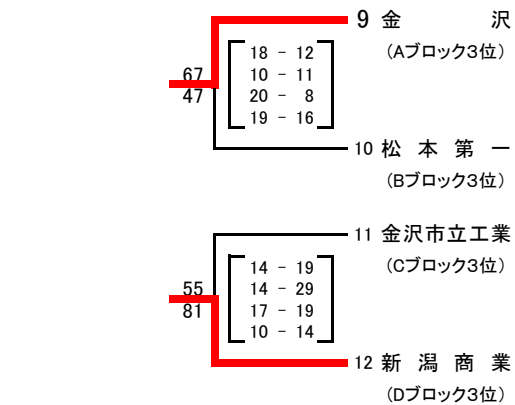 9 金沢
(Aブロック3位)
67
47
18 - 12
10 - 11
20 - 8
19 - 16
10 松本第一
(Bブロック3位)
11 金沢市立工業
(Cブロック3位)
55
81
14 - 19
14 - 29
17 - 19
10 - 14
12 新潟商業
(Dブロック3位)